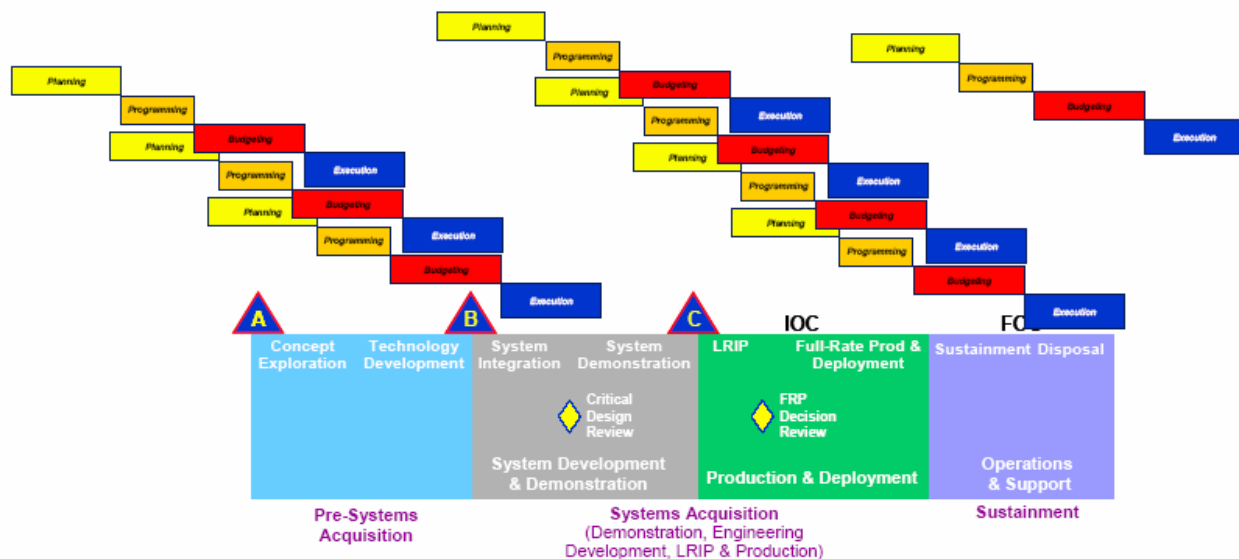 Planning
Programming
Budgeting
Execution
Planning
Programming
Budgeting
Execution
Planning
Programming
Budgeting
Execution
Planning
Programming
Budgeting
Execution
Planning
Programming
Budgeting
Execution
Planning
Programming
Budgeting
Execution
Planning
Programming
Budgeting
Execution
Planning
Programming
Budgeting
Execution
A
B
C
IOC
Concept
Exploration
Technology
Development
System
Integration
System
Demonstration
LRIP
Full-Rate Prod &
Deployment
Sustainment Disposal
Critical
Design
Review
FRP
Decision
Review
System Development
& Demonstration
Production & Deployment
Operations
& Support
Pre-Systems
Acquisition
Systems Acquisition
(Demonstration, Engineering
Development, LRIP & Production)
Sustainment